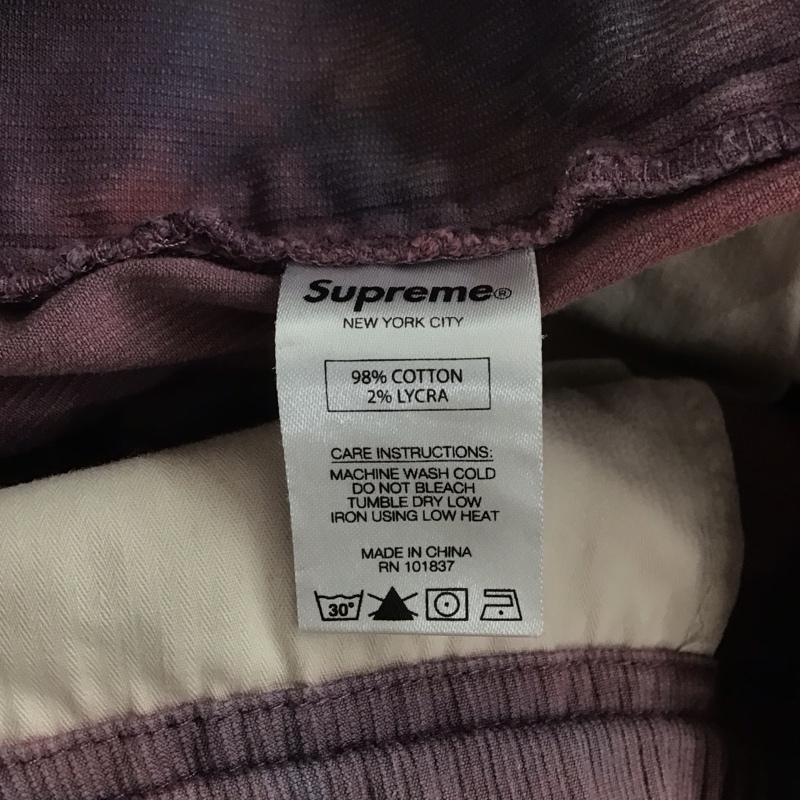 Supreme®
NEW YORK CITY
98% COTTON
2% LYCRA
CARE INSTRUCTIONS:
MACHINE WASH COLD
DO NOT BLEACH
TUMBLE DRY LOW
IRON USING LOW HEAT
MADE IN CHINA
RN 101837
30°